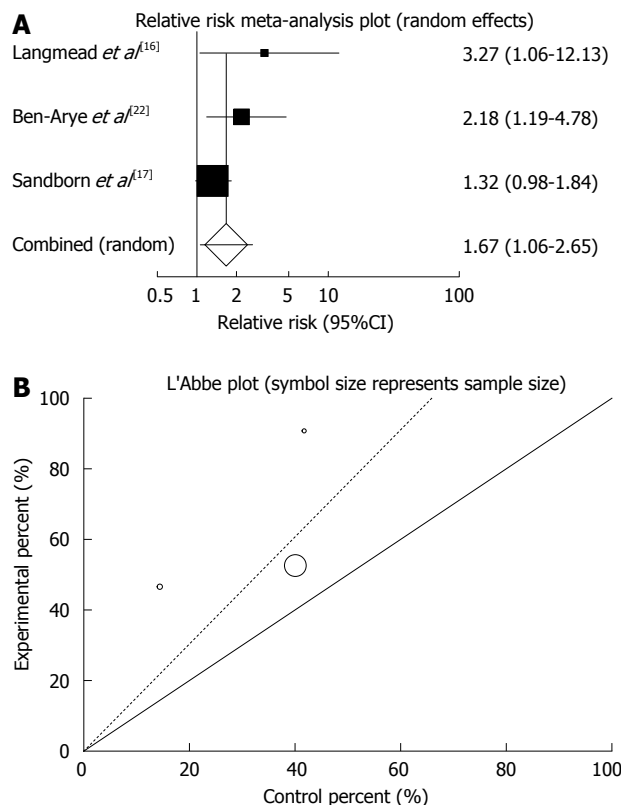 A
Relative risk meta-analysis plot (random effects)
Langmead et al[16] 3.27 (1.06-12.13)
Ben-Arye et al[22] 2.18 (1.19-4.78)
Sandborn et al[17] 1.32 (0.98-1.84)
Combined (random) 1.67 (1.06-2.65)
0.5 1 2 5 10 100
Relative risk (95%CI)
B
L'Abbe plot (symbol size represents sample size)
100
80
60
40
20
0
Experimental percent (%)
0 20 40 60 80 100
Control percent (%)